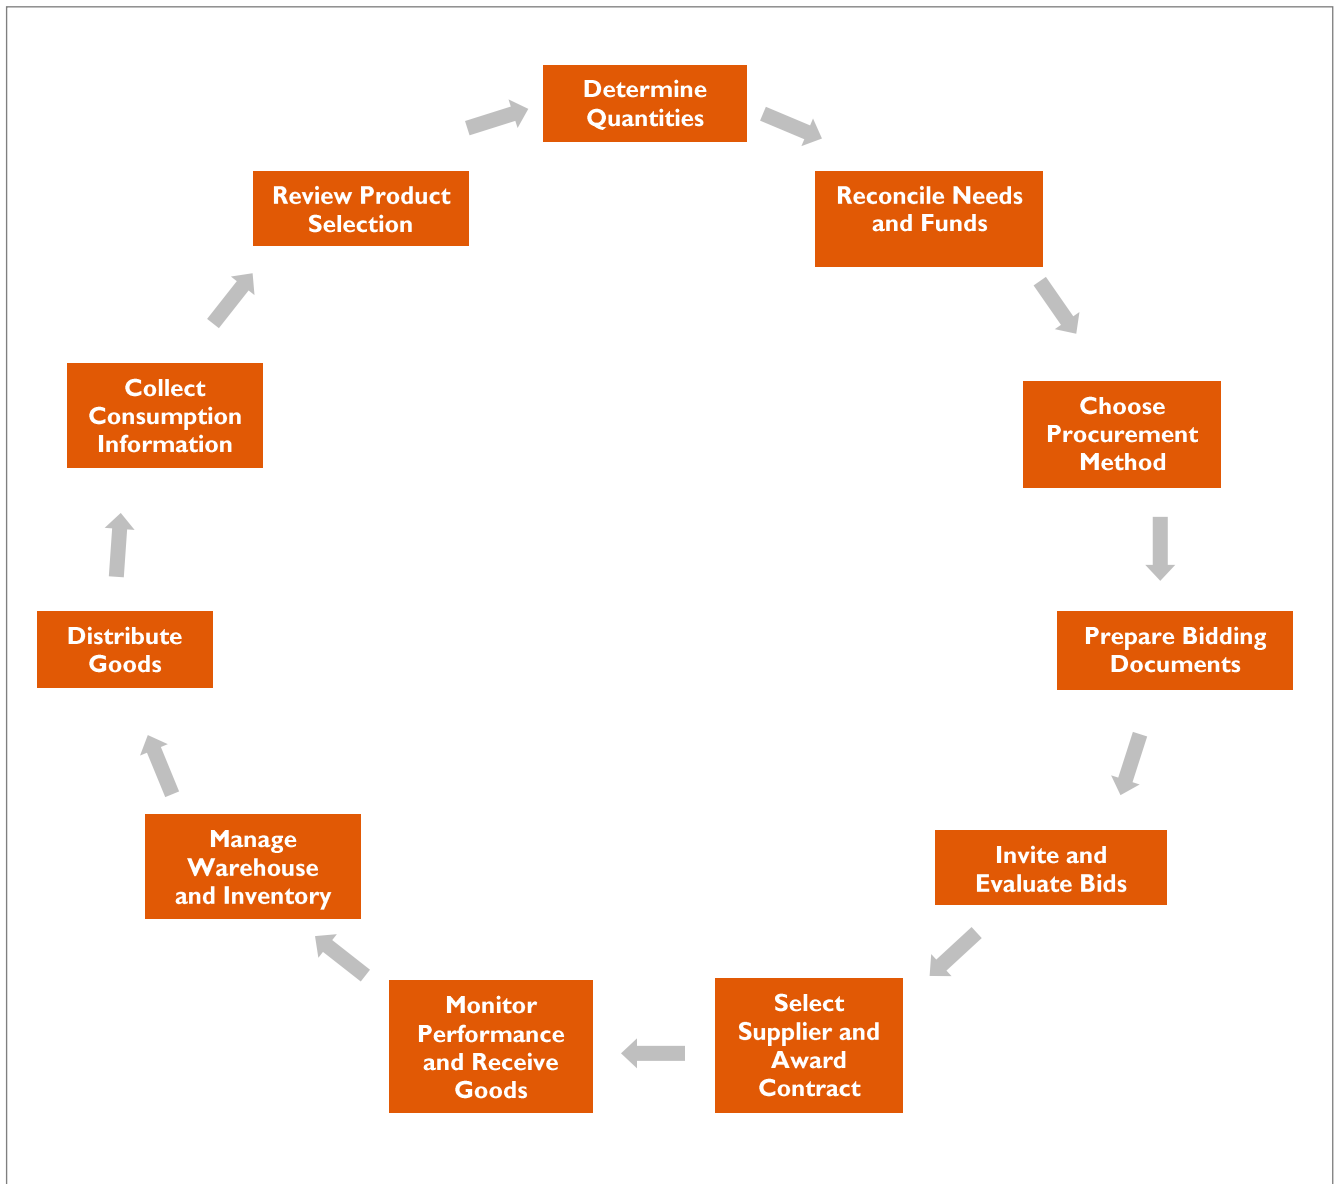 Determine
Quantities
Reconcile Needs
and Funds
Choose
Procurement
Method
Prepare Bidding
Documents
Invite and
Evaluate Bids
Select
Supplier and
Award
Contract
Monitor
Performance
and Receive
Goods
Manage
Warehouse
and Inventory
Distribute
Goods
Collect
Consumption
Information
Review Product
Selection